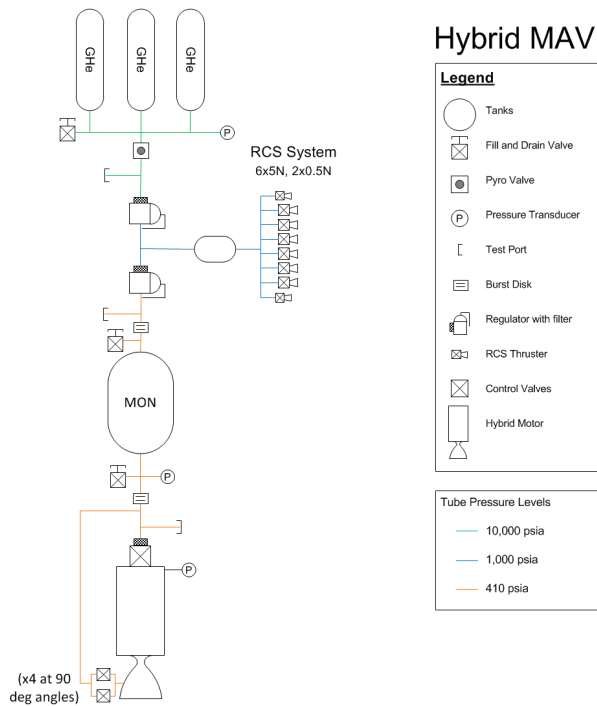 Hybrid MAV
GHe
GHe
GHe
P
RCS System
6x5N, 2x0.5N
MON
P
P
(x4 at 90
deg angles)
Legend
Tanks
Fill and Drain Valve
Pyro Valve
P
Pressure Transducer
Test Port
Burst Disk
Regulator with filter
RCS Thruster
Control Valves
Hybrid Motor
Tube Pressure Levels
10,000 psia
1,000 psia
410 psia